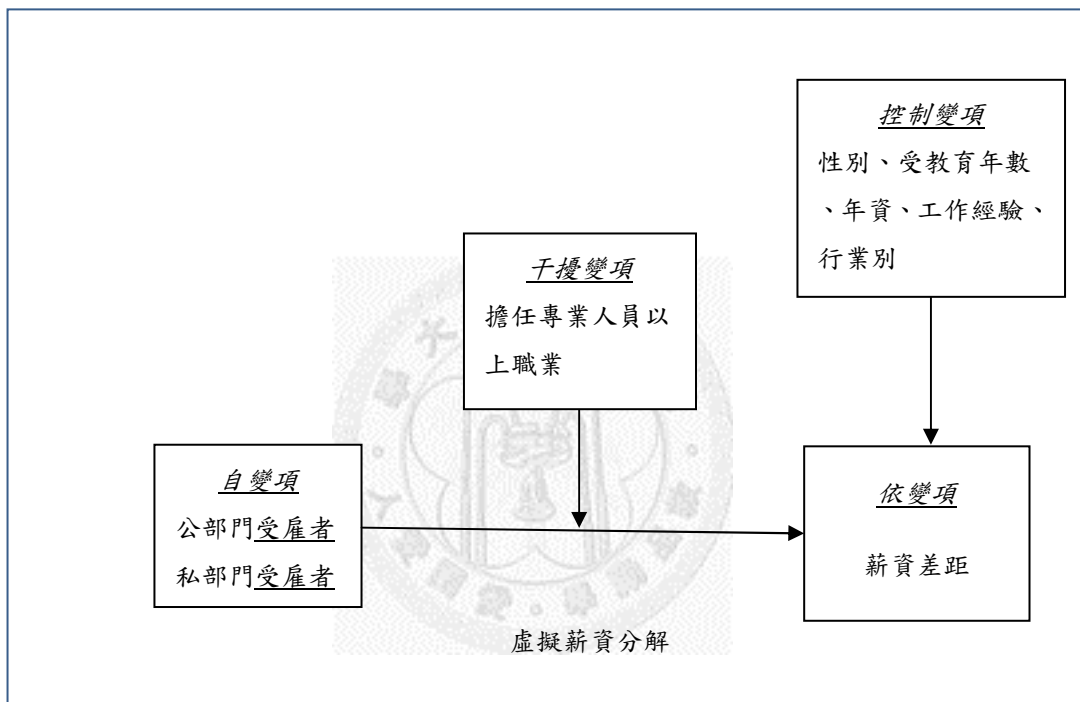 控制變項
性別、受教育年數
、年資、工作經驗、
行業別
干擾變項
擔任專業人員以
上職業
自變項
公部門受雇者
私部門受雇者
依變項
薪資差距
虛擬薪資分解